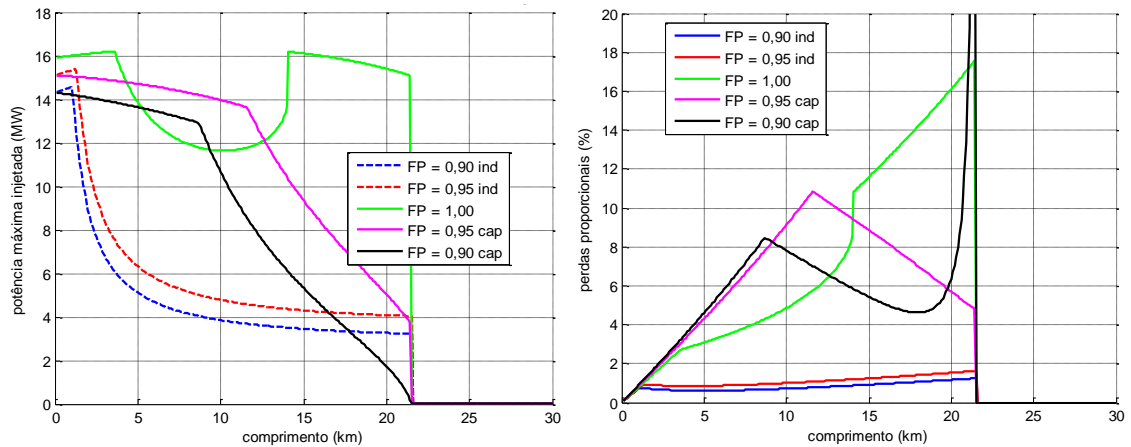 18
16
14
12
10
8
6
4
2
0
potência máxima injetada (MW)
FP = 0,90 ind
FP = 0,95 ind
FP = 1,00
FP = 0,95 cap
FP = 0,90 cap
0 5 10 15 20 25 30
comprimento (km)
20
18
16
14
12
10
8
6
4
2
0
perdas proporcionais (%)
FP = 0,90 ind
FP = 0,95 ind
FP = 1,00
FP = 0,95 cap
FP = 0,90 cap
0 5 10 15 20 25 30
comprimento (km)